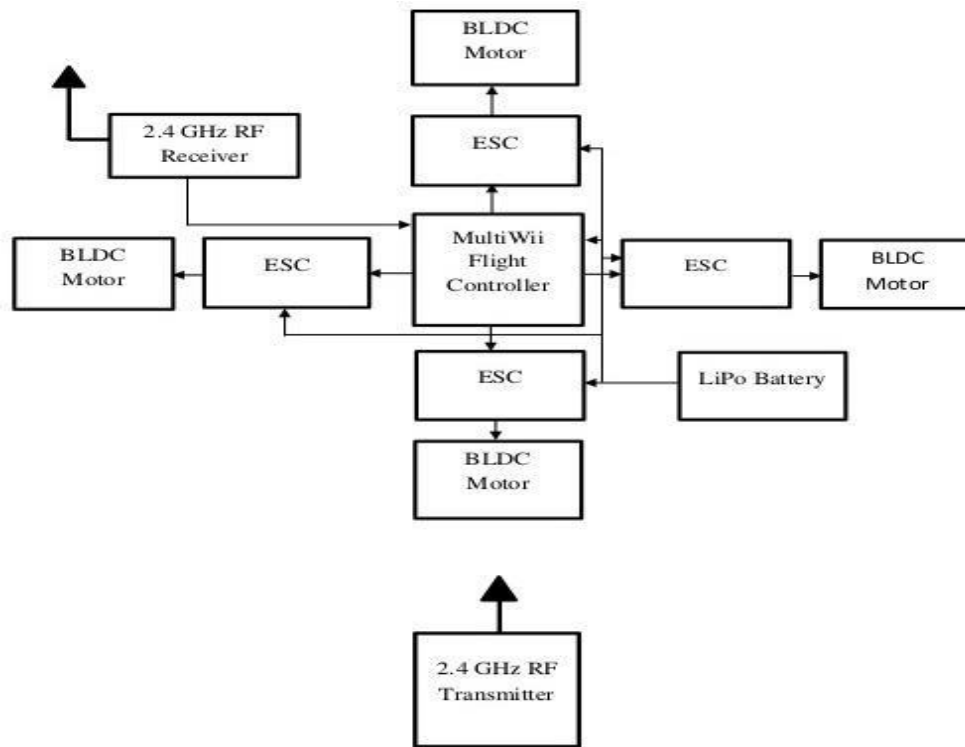 BLDC
Motor
2.4 GHz RF
Receiver
ESC
MultiWii
Flight
Controller
BLDC
Motor
ESC
ESC
BLDC
Motor
ESC
LiPo Battery
BLDC
Motor
2.4 GHz RF
Transmitter